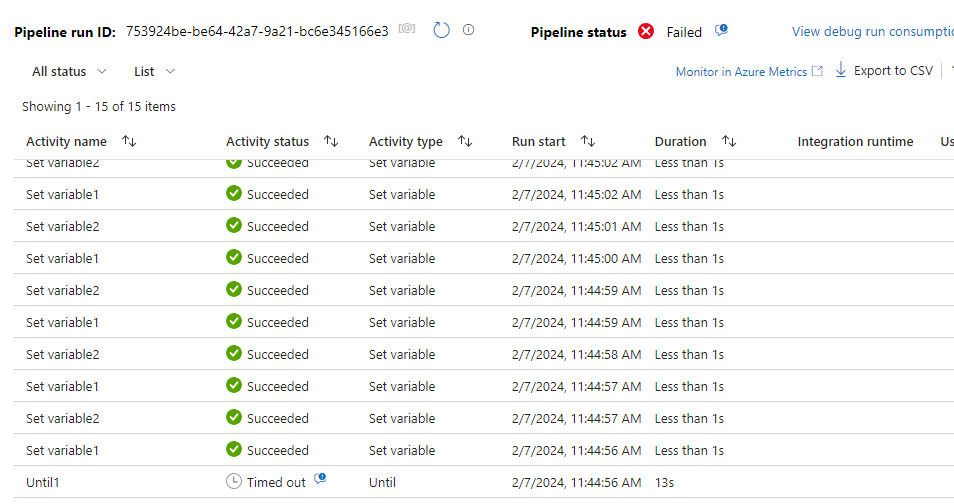 Pipeline run ID: 753924be-be64-42a7-9a21-bc6e345166e3 Pipeline status Failed View debug run consumptio
All status List Monitor in Azure Metrics Export to CSV
Showing 1 - 15 of 15 items
Activity name Activity status Activity type Run start Duration Integration runtime Us
Set variable2 Succeeded Set variable 2/7/2024, 11:45:02 AM Less than 1s
Set variable1 Succeeded Set variable 2/7/2024, 11:45:02 AM Less than 1s
Set variable2 Succeeded Set variable 2/7/2024, 11:45:01 AM Less than 1s
Set variable1 Succeeded Set variable 2/7/2024, 11:45:00 AM Less than 1s
Set variable2 Succeeded Set variable 2/7/2024, 11:44:59 AM Less than 1s
Set variable1 Succeeded Set variable 2/7/2024, 11:44:59 AM Less than 1s
Set variable2 Succeeded Set variable 2/7/2024, 11:44:58 AM Less than 1s
Set variable1 Succeeded Set variable 2/7/2024, 11:44:57 AM Less than 1s
Set variable2 Succeeded Set variable 2/7/2024, 11:44:57 AM Less than 1s
Set variable1 Succeeded Set variable 2/7/2024, 11:44:56 AM Less than 1s
Until1 Timed out Until 2/7/2024, 11:44:56 AM 13s